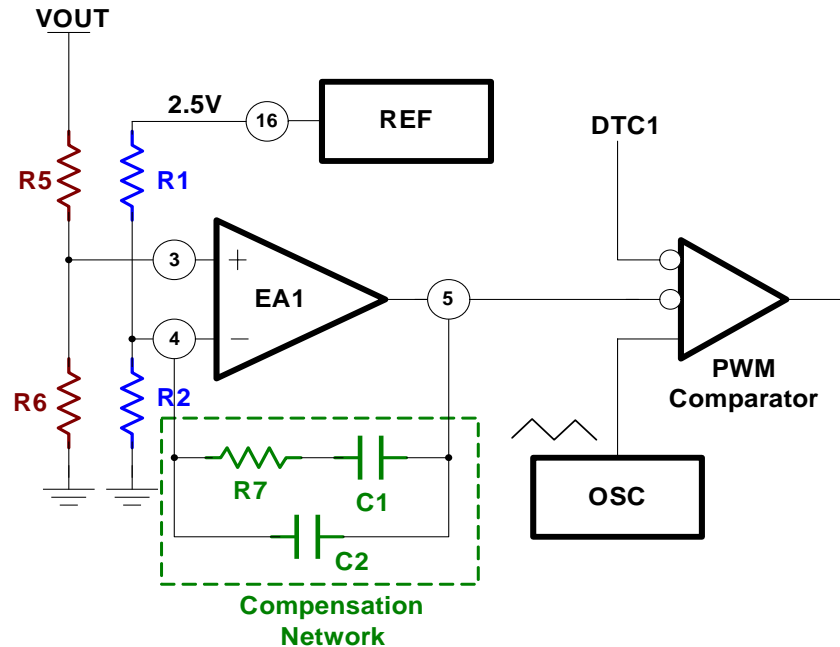 VOUT
2.5V
16
REF
DTC1
R5
R1
3
+
EA1
5
4
−
PWM
Comparator
R6
R2
R7
C1
OSC
C2
Compensation
Network